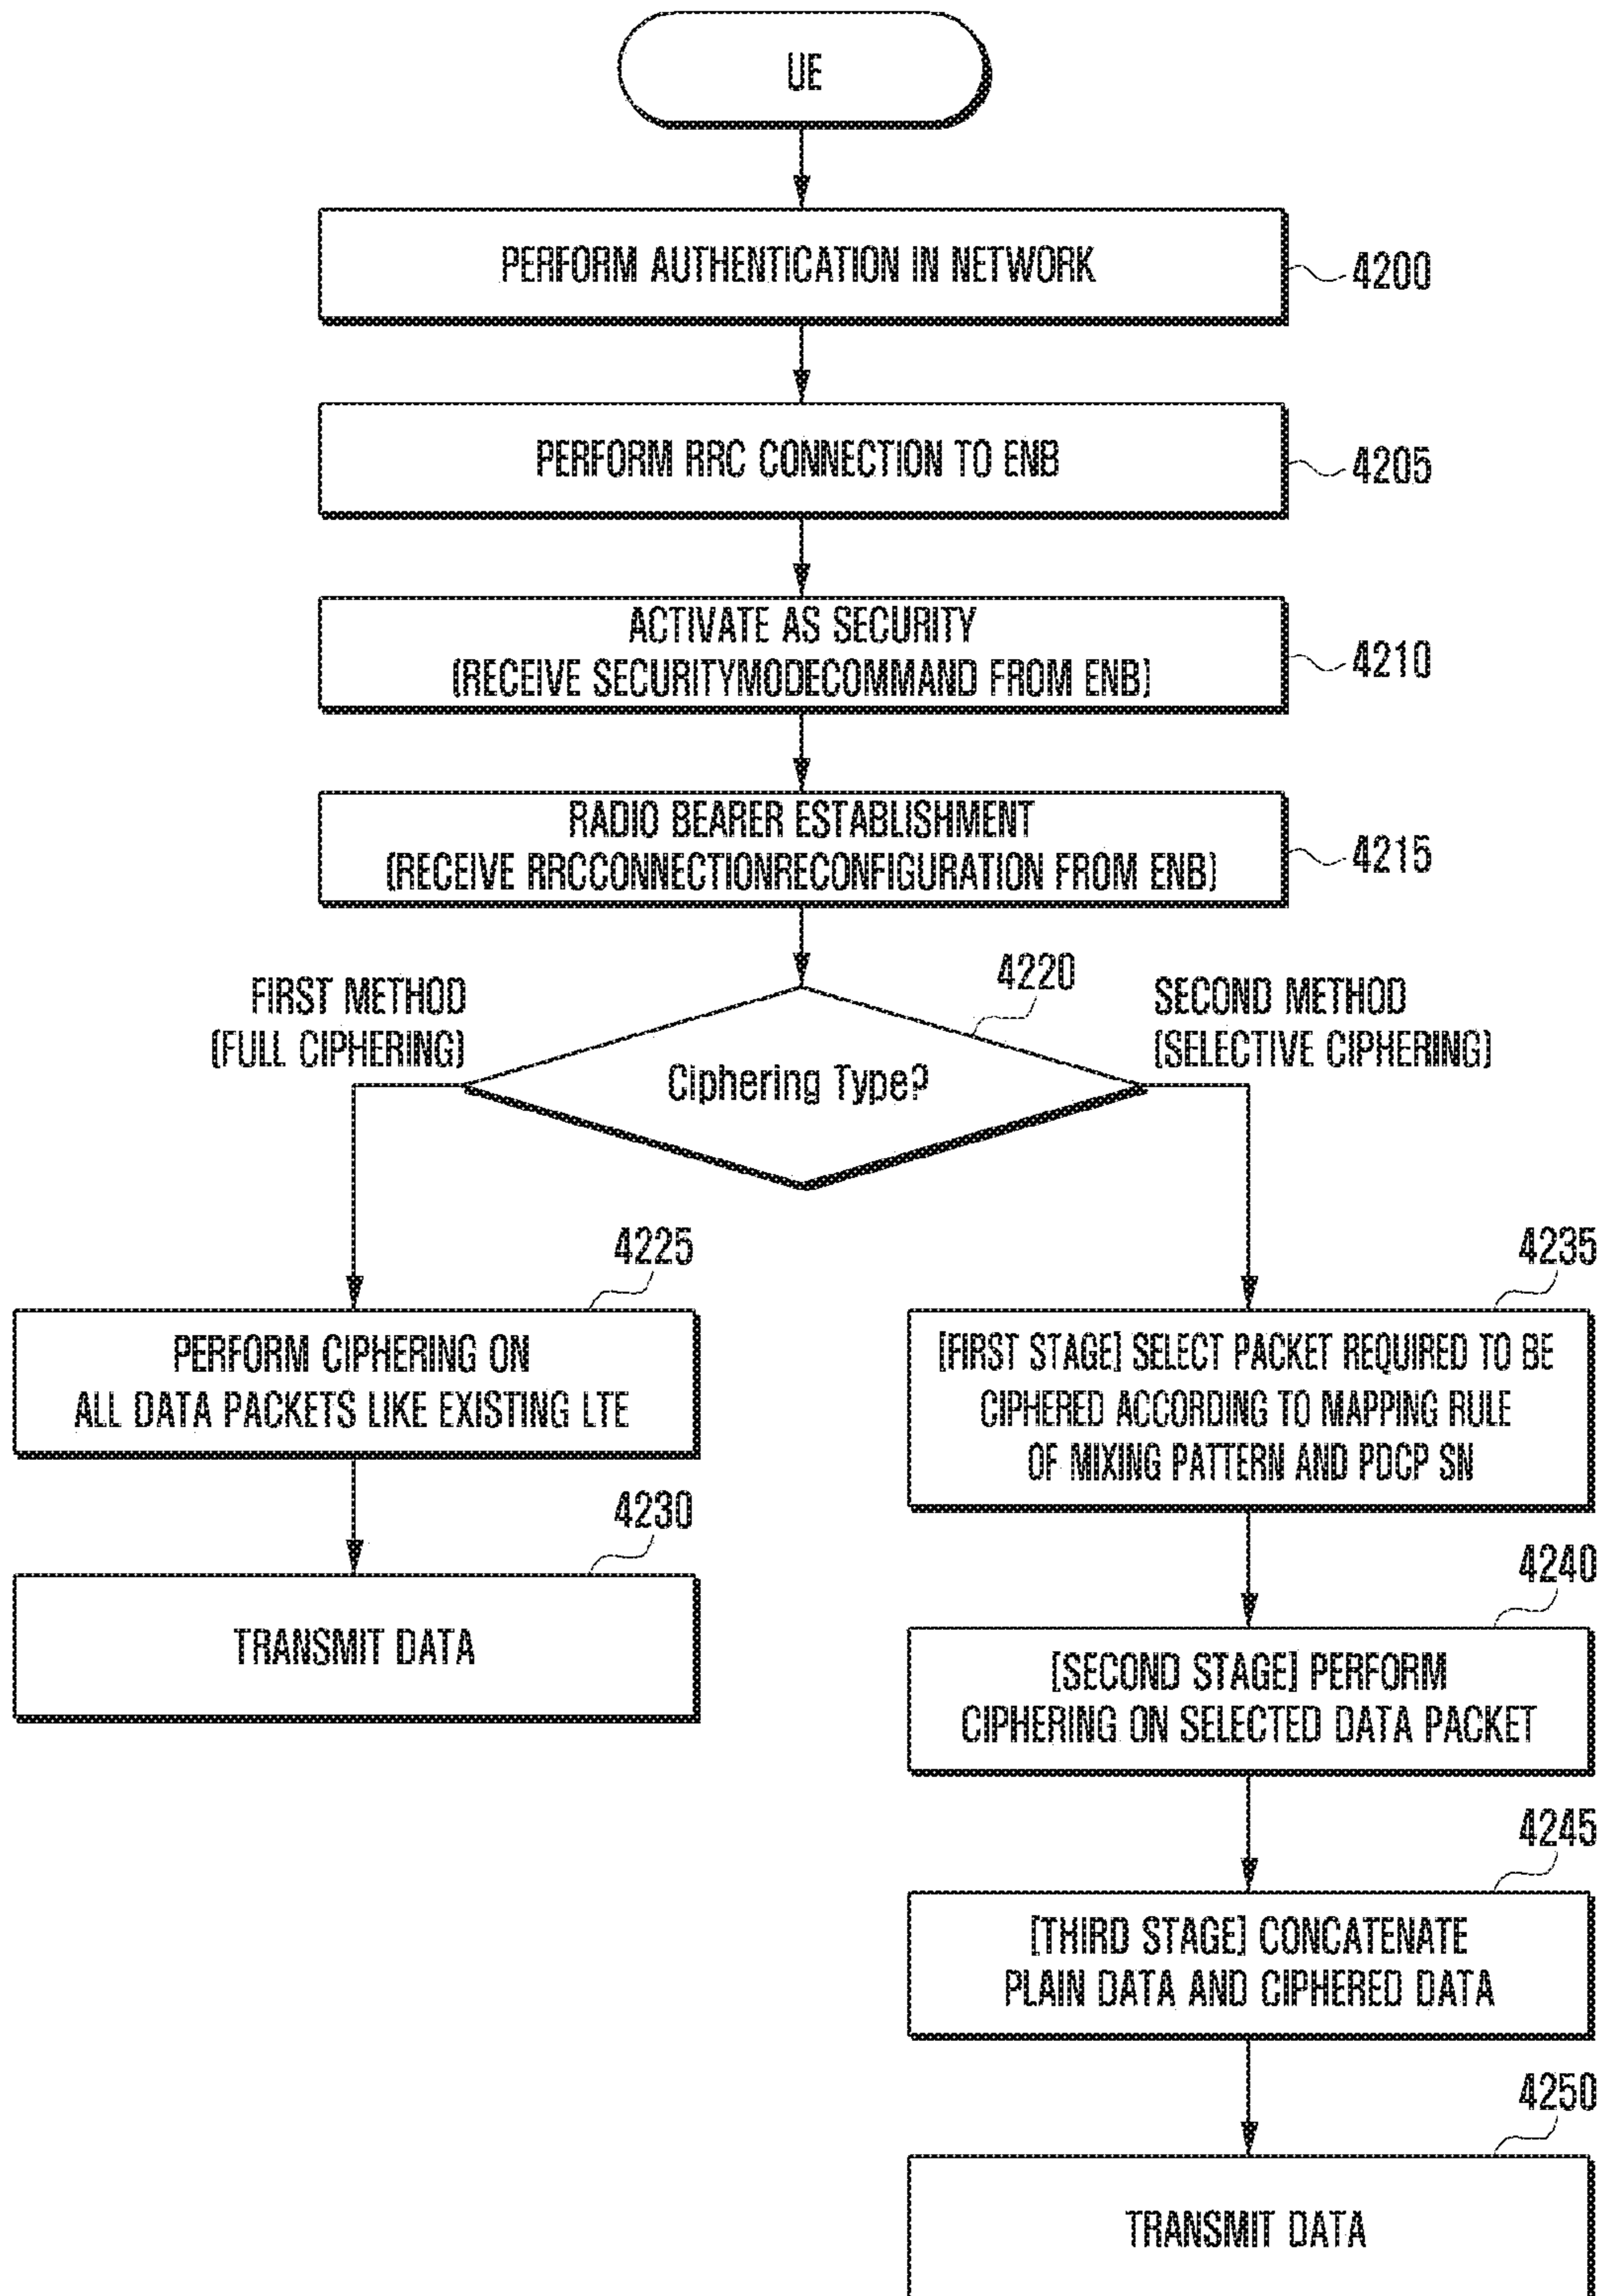 UE
PERFORM AUTHENTICATION IN NETWORK
4200
PERFORM RRC CONNECTION TO ENB
4205
ACTIVATE AS SECURITY
(RECEIVE SECURITYMODECOMMAND FROM ENB)
4210
RADIO BEARER ESTABLISHMENT
(RECEIVE RRCCONNECTIONRECONFIGURATION FROM ENB)
4215
4220
FIRST METHOD
(FULL CIPHERING)
Ciphering Type?
SECOND METHOD
(SELECTIVE CIPHERING)
4225
PERFORM CIPHERING ON
ALL DATA PACKETS LIKE EXISTING LTE
4230
TRANSMIT DATA
4235
[FIRST STAGE] SELECT PACKET REQUIRED TO BE
CIPHERED ACCORDING TO MAPPING RULE
OF MIXING PATTERN AND PDCP SN
4240
[SECOND STAGE] PERFORM
CIPHERING ON SELECTED DATA PACKET
4245
[THIRD STAGE] CONCATENATE
PLAIN DATA AND CIPHERED DATA
4250
TRANSMIT DATA